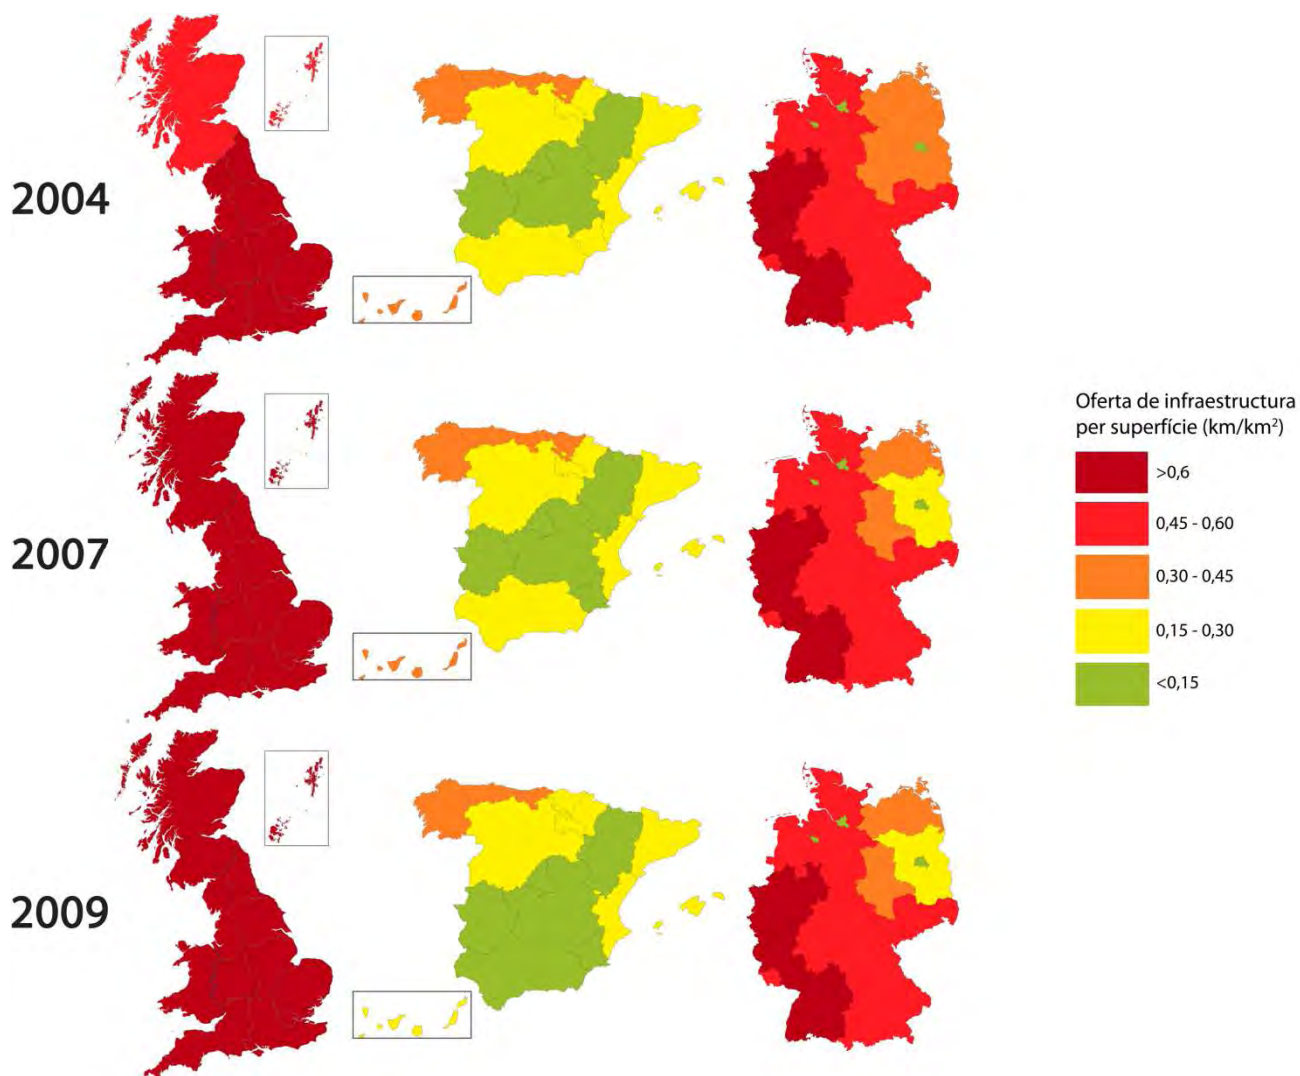 2004
2007
2009
Oferta de infraestructura
per superfície (km/km²)
>0,6
0,45 - 0,60
0,30 - 0,45
0,15 - 0,30
<0,15